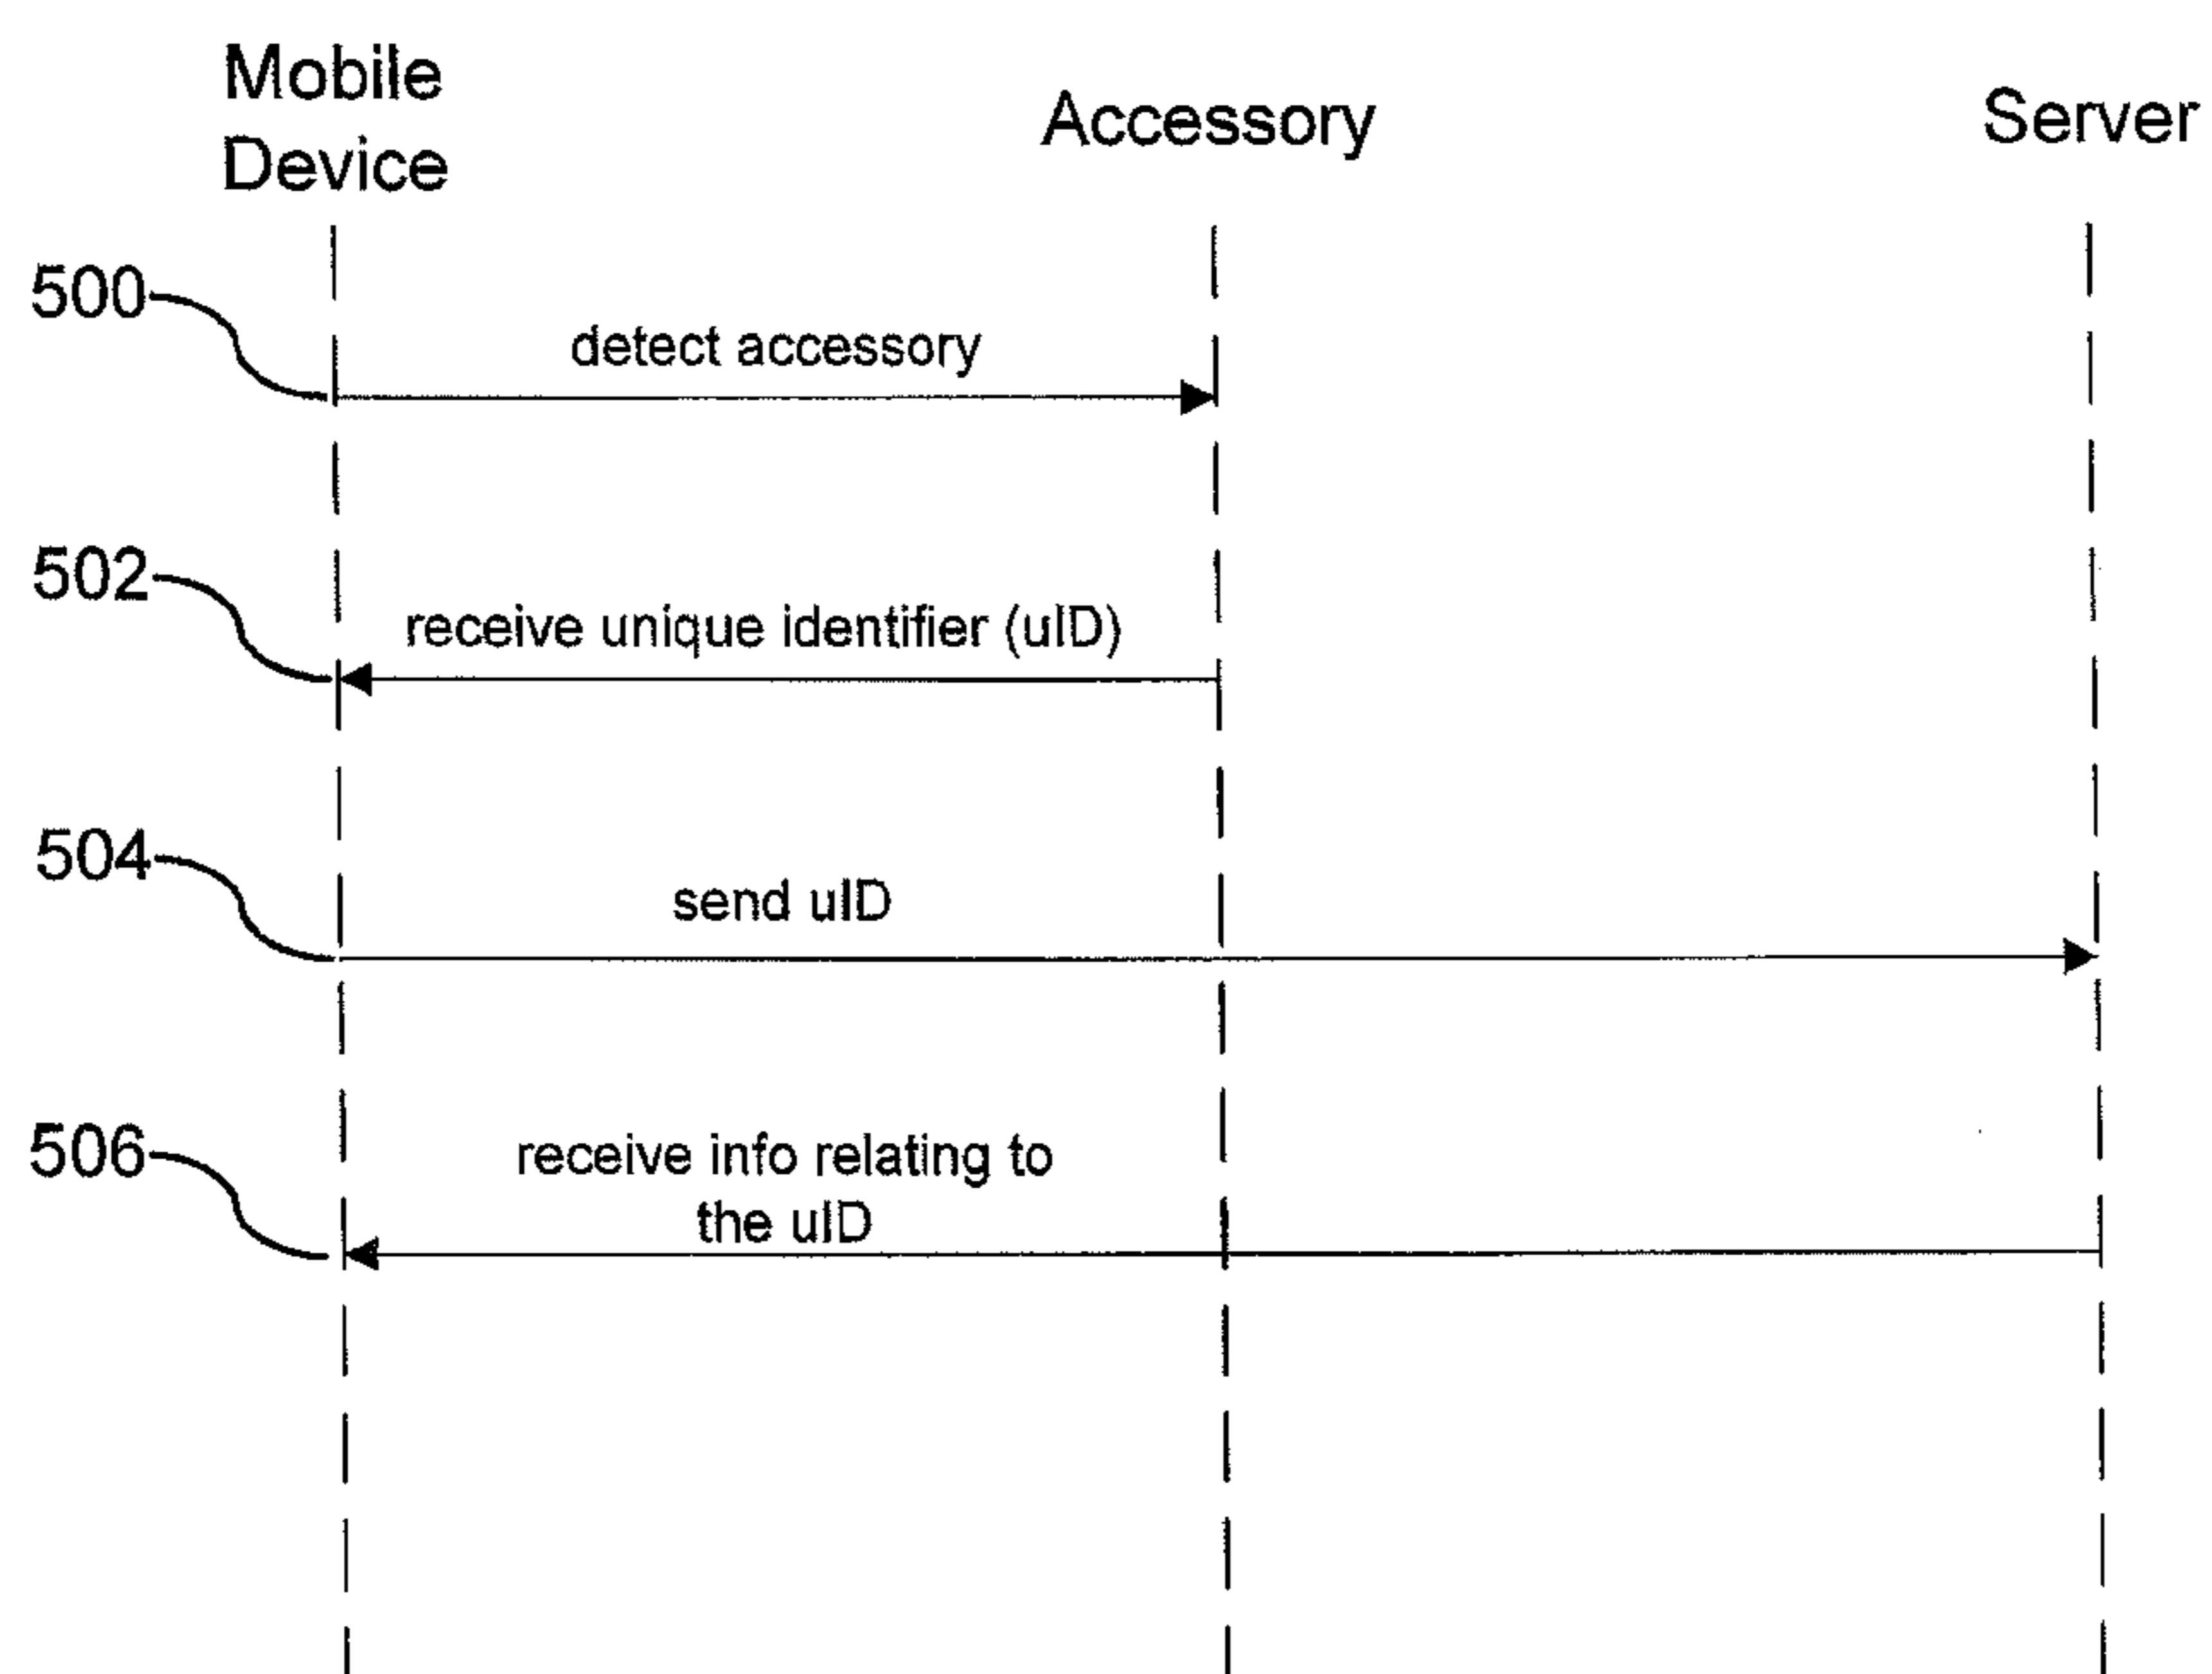 Mobile
Device
Accessory
Server
500
detect accessory
502
receive unique identifier (uID)
504
send uID
506
receive info relating to
the uID